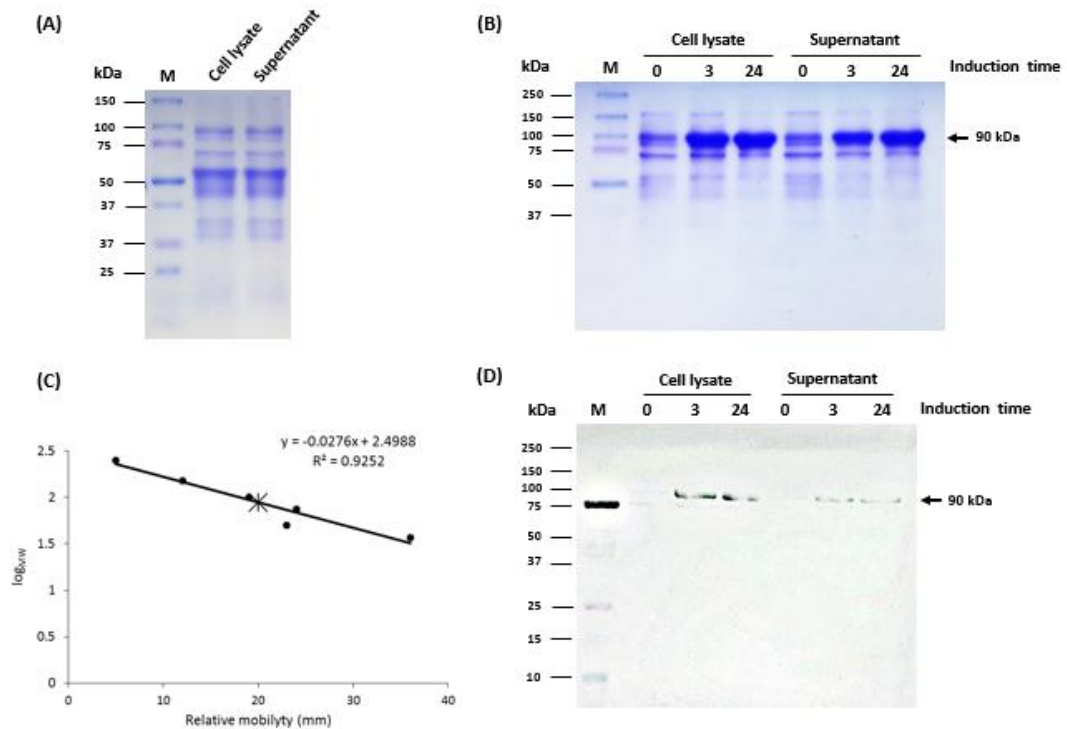 (A)
Cell lysate
Supernatant
kDa
M
150
100
75
50
37
37
25
(B)
Cell lysate
Supernatant
kDa
M
0
3
24
0
3
24
Induction time
250
150
100
75
50
37
90 kDa
(C)
y = -0.0276x + 2.4988
R² = 0.9252
2.5
2
1.5
1
0.5
0
logMW
0
10
20
30
40
Relative mobilyty (mm)
(D)
Cell lysate
Supernatant
kDa
M
0
3
24
0
3
24
Induction time
250
150
100
75
50
37
25
15
10
90 kDa